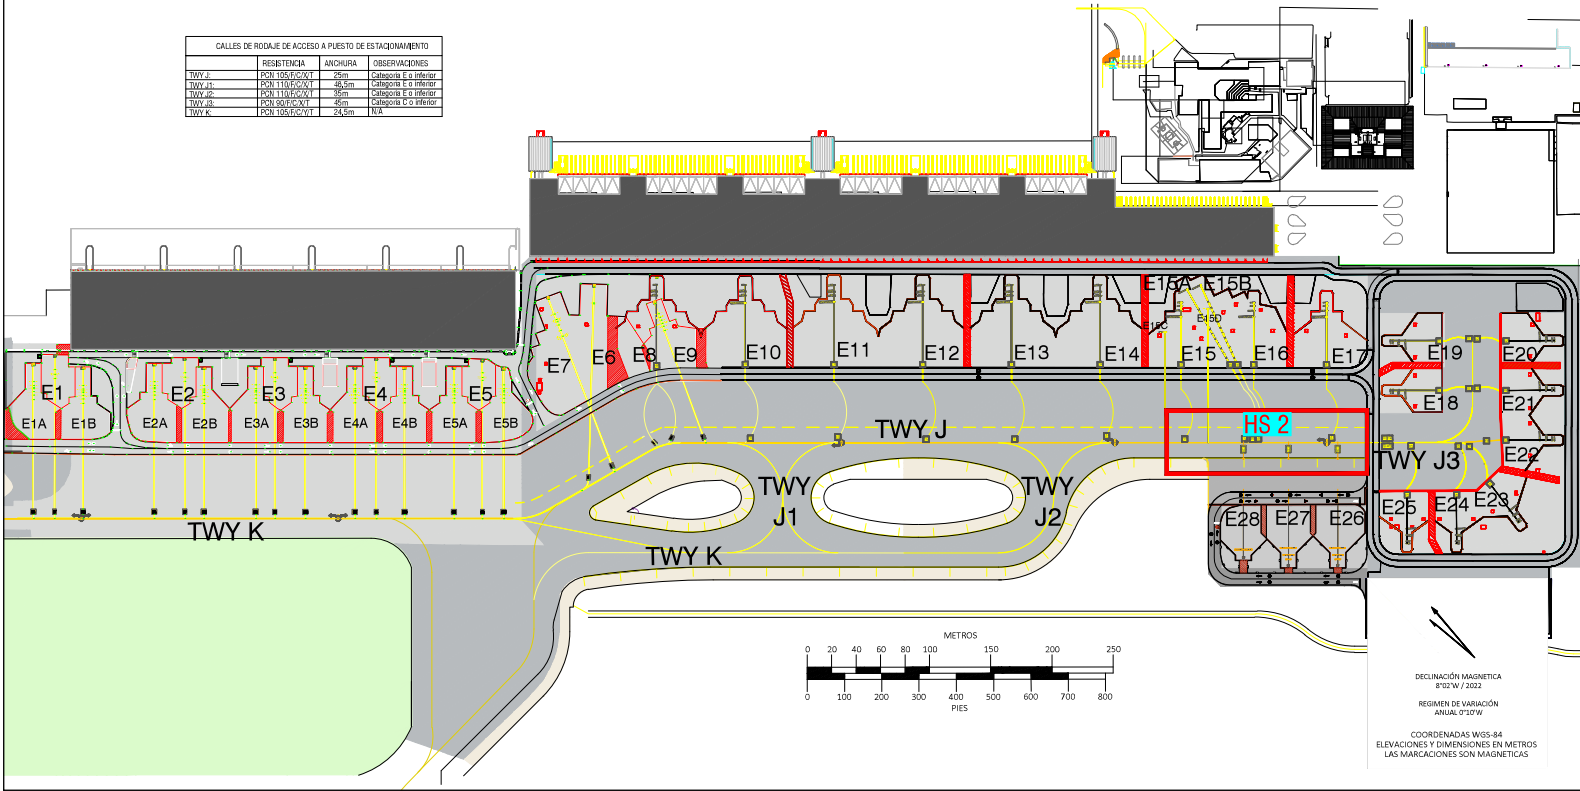 CALLES DE RODAJE DE ACCESO A PUESTO DE ESTACIONAMIENTO
RESISTENCIA ANCHURA OBSERVACIONES
TWY J: PCN 105/F/C/X/T 25m Categoría E o inferior
TWY J1: PCN 110/F/C/X/T 46,5m Categoría E o inferior
TWY J2: PCN 110/F/C/X/T 35m Categoría E o inferior
TWY J3: PCN 90/F/C/X/T 45m Categoría C o inferior
TWY K: PCN 105/F/C/Y/T 24,5m N/A
E15A E15B
E15C E15D
E7 E6 E8 E9 E10 E11 E12 E13 E14 E15 E16 E17 E19 E20
E1 E2 E3 E4 E5 E18 E21
E1A E1B E2A E2B E3A E3B E4A E4B E5A E5B
TWY J HS 2
TWY J3 E22
TWY J1 TWY J2
E25 E24 E23
E28 E27 E26
TWY K
TWY K
METROS
0 20 40 60 80 100 150 200 250
0 100 200 300 400 500 600 700 800
PIES
DECLINACIÓN MAGNETICA
8°02'W / 2022
REGIMEN DE VARIACIÓN
ANUAL 0°10'W
COORDENADAS WGS-84
ELEVACIONES Y DIMENSIONES EN METROS
LAS MARCACIONES SON MAGNETICAS